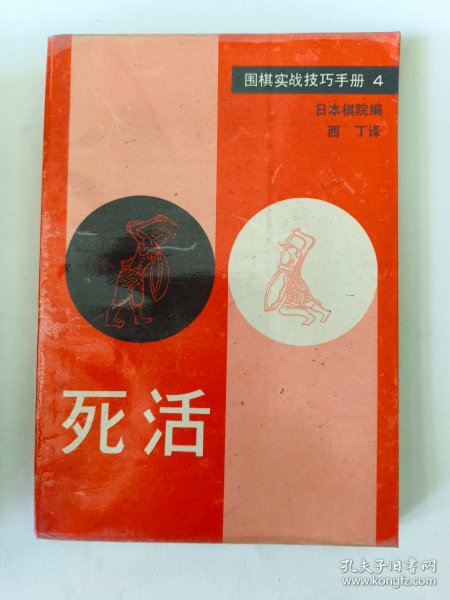 围棋实战技巧手册 4
日本棋院编
西 丁译
死活
孔夫子旧书网
www.kongfz.com